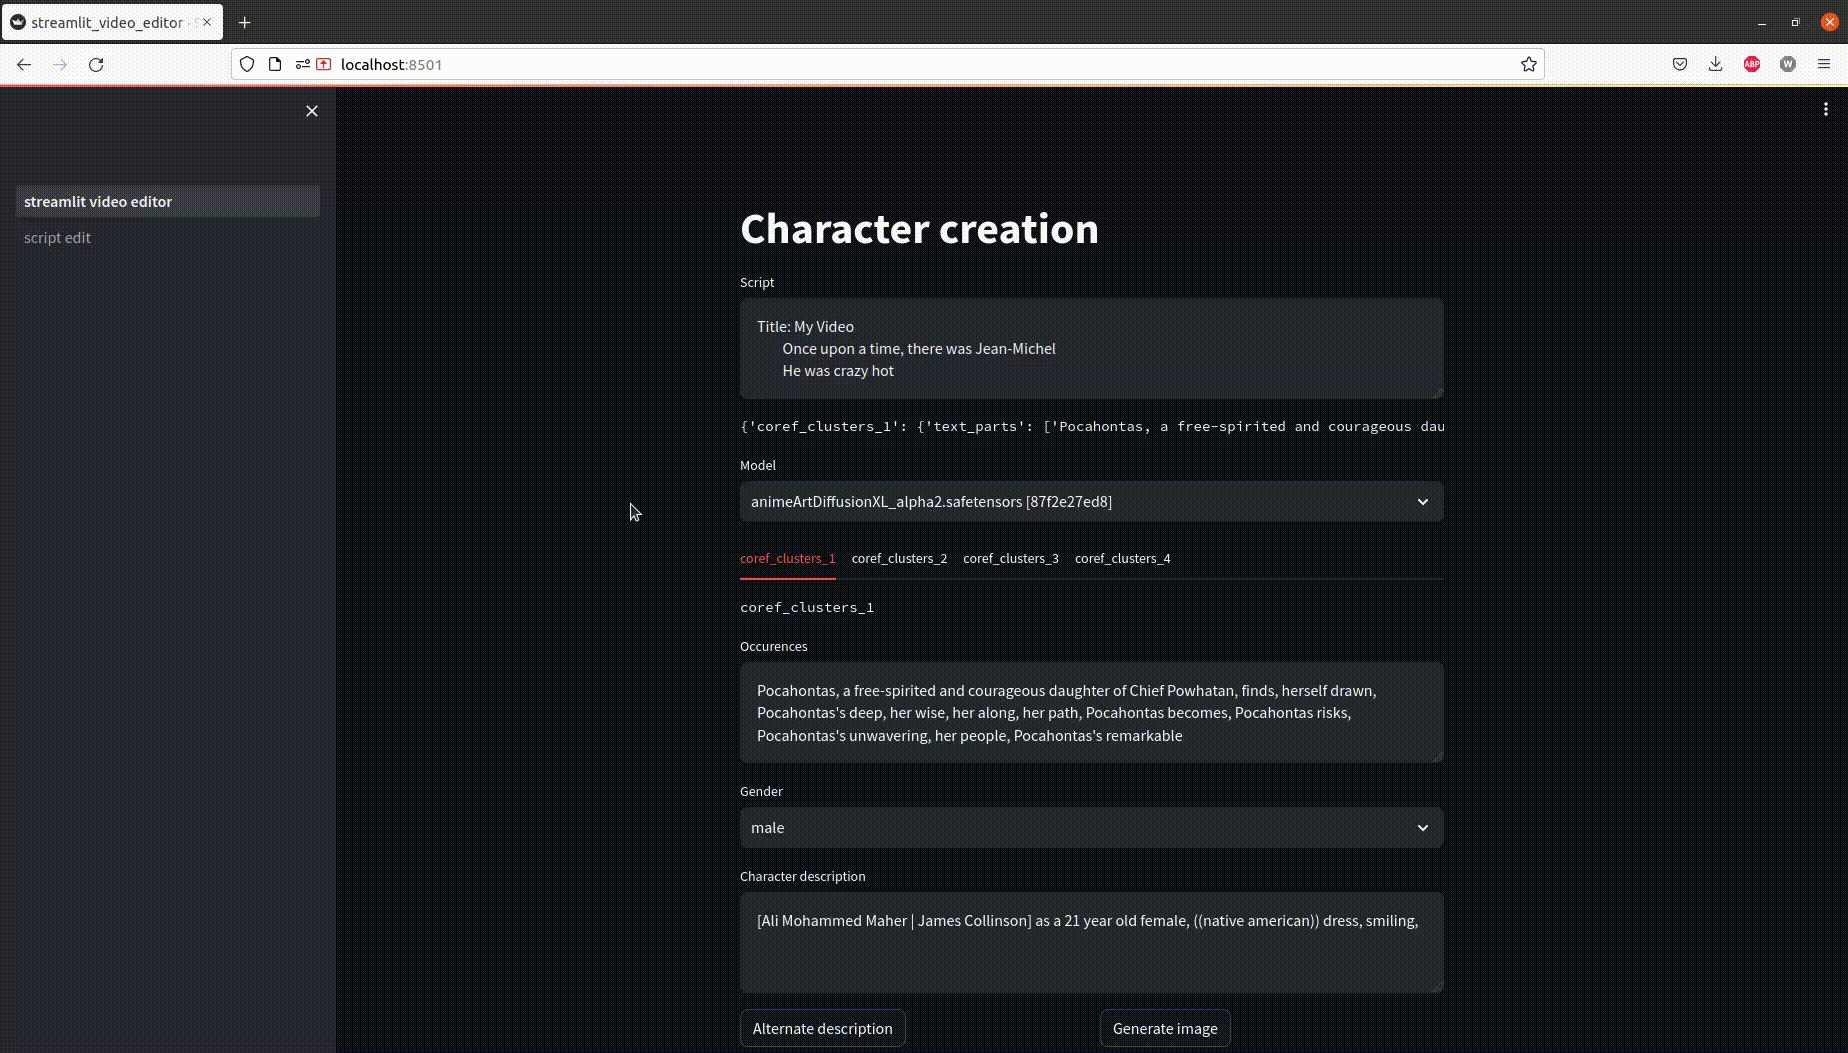 streamlit_video_editor
localhost:8501
streamlit video editor
script edit
Character creation
Script
Title: My Video
Once upon a time, there was Jean-Michel
He was crazy hot
{'coref_clusters_1': {'text_parts': ['Pocahontas, a free-spirited and courageous dau
Model
animeArtDiffusionXL_alpha2.safetensors [87f2e27ed8]
coref_clusters_1 coref_clusters_2 coref_clusters_3 coref_clusters_4
coref_clusters_1
Occurences
Pocahontas, a free-spirited and courageous daughter of Chief Powhatan, finds, herself drawn,
Pocahontas's deep, her wise, her along, her path, Pocahontas becomes, Pocahontas risks,
Pocahontas's unwavering, her people, Pocahontas's remarkable
Gender
male
Character description
[Ali Mohammed Maher | James Collinson] as a 21 year old female, ((native american)) dress, smiling,
Alternate description
Generate image
ABP
W